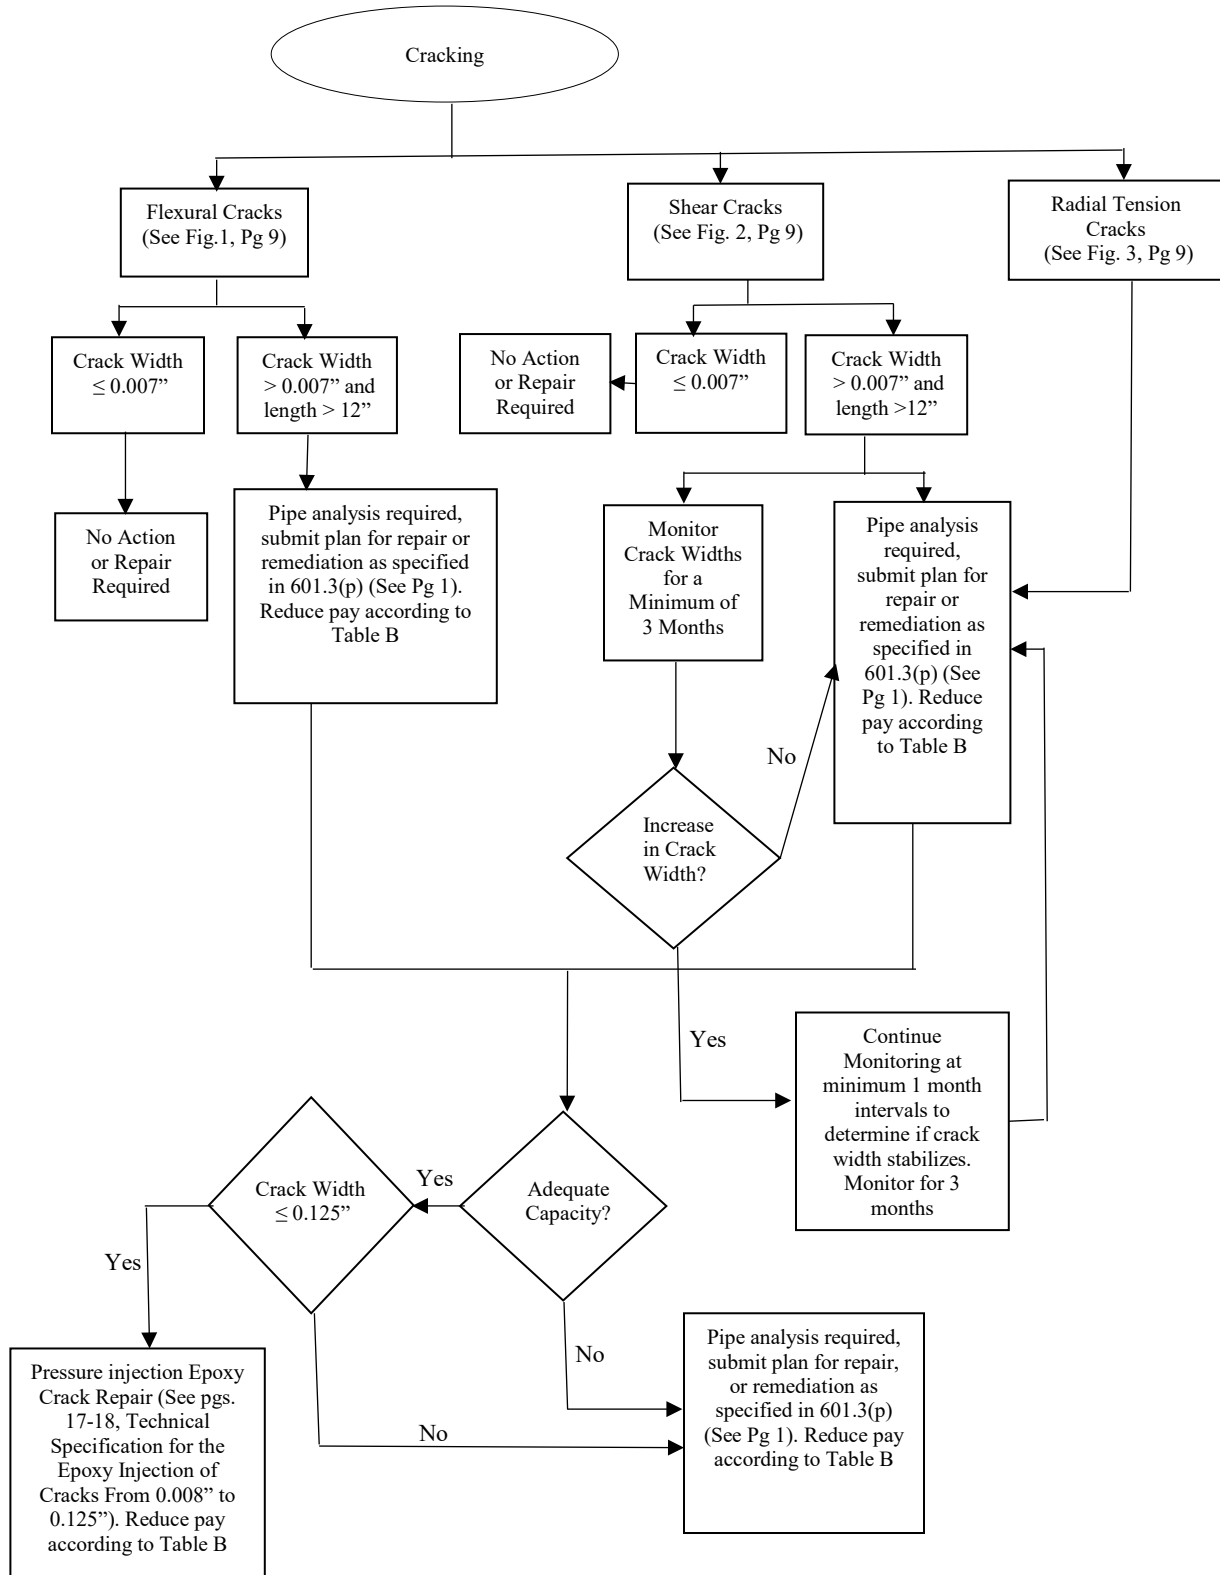 Cracking
Flexural Cracks
(See Fig.1, Pg 9)
Shear Cracks
(See Fig. 2, Pg 9)
Radial Tension
Cracks
(See Fig. 3, Pg 9)
Crack Width
≤ 0.007”
Crack Width
> 0.007” and
length > 12”
No Action
or Repair
Required
Crack Width
≤ 0.007”
Crack Width
> 0.007” and
length >12”
No Action
or Repair
Required
Pipe analysis required,
submit plan for repair or
remediation as specified
in 601.3(p) (See Pg 1).
Reduce pay according to
Table B
Monitor
Crack Widths
for a
Minimum of
3 Months
Pipe analysis
required,
submit plan for
repair or
remediation as
specified in
601.3(p) (See
Pg 1). Reduce
pay according
to Table B
No
Increase
in Crack
Width?
Yes
Continue
Monitoring at
minimum 1 month
intervals to
determine if crack
width stabilizes.
Monitor for 3
months
Crack Width
≤ 0.125”
Yes
Adequate
Capacity?
Yes
No
No
Pressure injection Epoxy
Crack Repair (See pgs.
17-18, Technical
Specification for the
Epoxy Injection of
Cracks From 0.008” to
0.125”). Reduce pay
according to Table B
Pipe analysis required,
submit plan for repair,
or remediation as
specified in 601.3(p)
(See Pg 1). Reduce pay
according to Table B